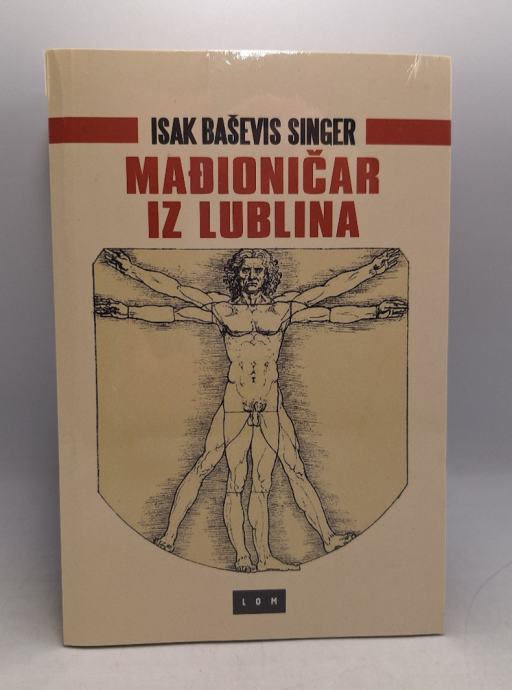 ISAK BAŠEVIS SINGER
MAĐIONIČAR
IZ LUBLINA
LOM